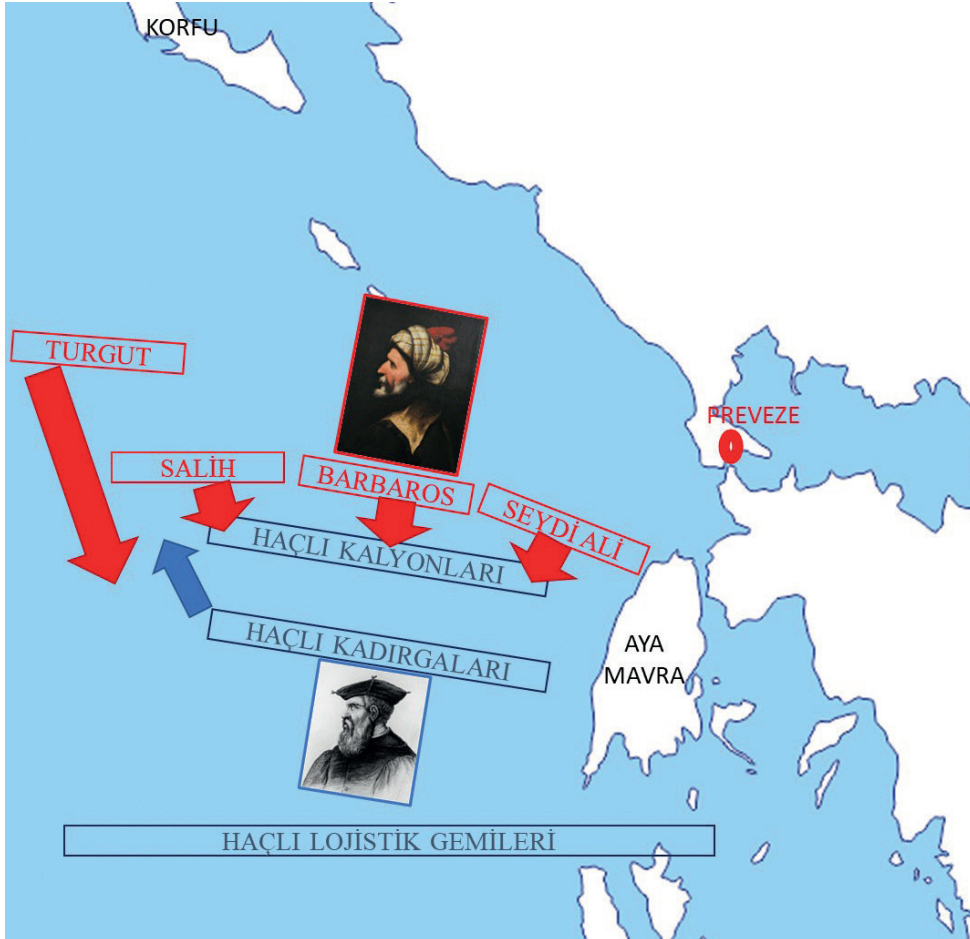 KORFU
TURGUT
PREVEZE
SALİH
BARBAROS
SEYDİ ALİ
HAÇLI KALYONLARI
HAÇLI KADIRGALARI
AYA
MAVRA
HAÇLI LOJİSTİK GEMİLERİ